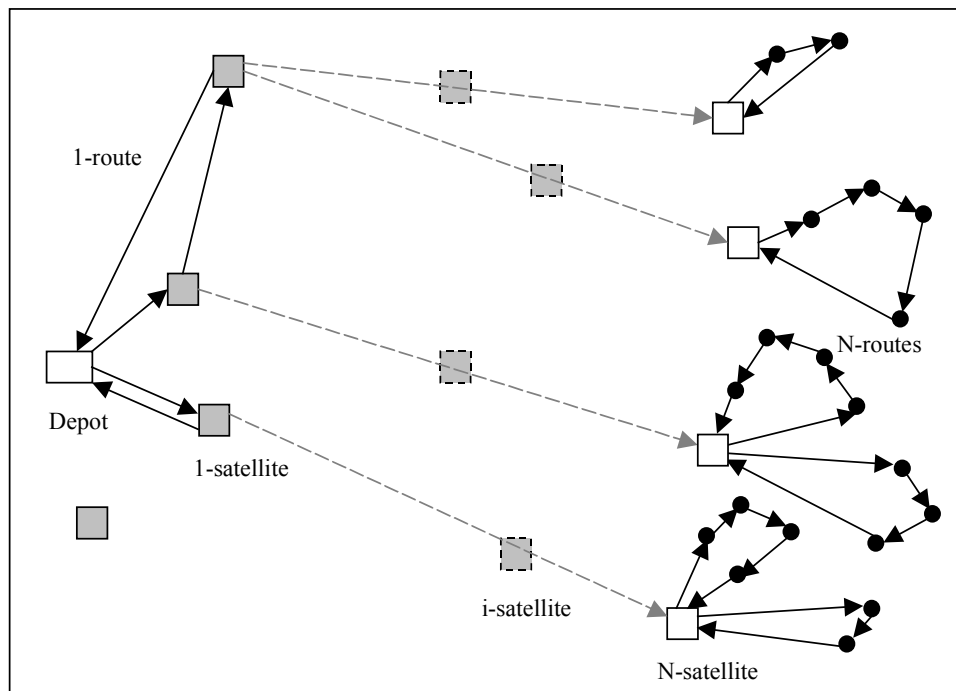 1-route
N-routes
Depot
1-satellite
i-satellite
N-satellite